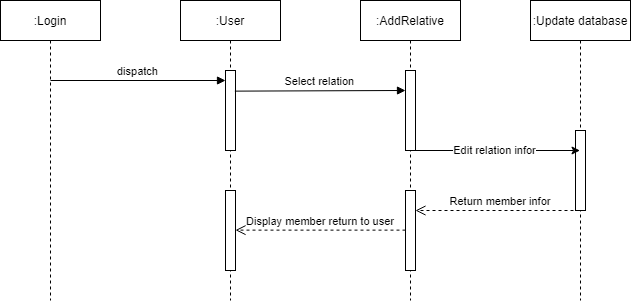 :Login
:User
:AddRelative
:Update database
dispatch
Select relation
Edit relation infor
Return member infor
Display member return to user